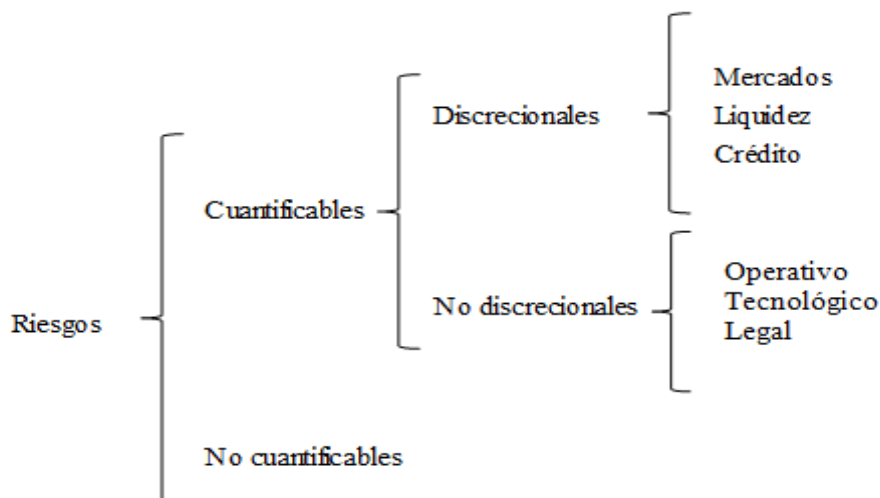 Riesgos
Cuantificables
Discrecionales
Mercados
Liquidez
Crédito
No discrecionales
Operativo
Tecnológico
Legal
No cuantificables